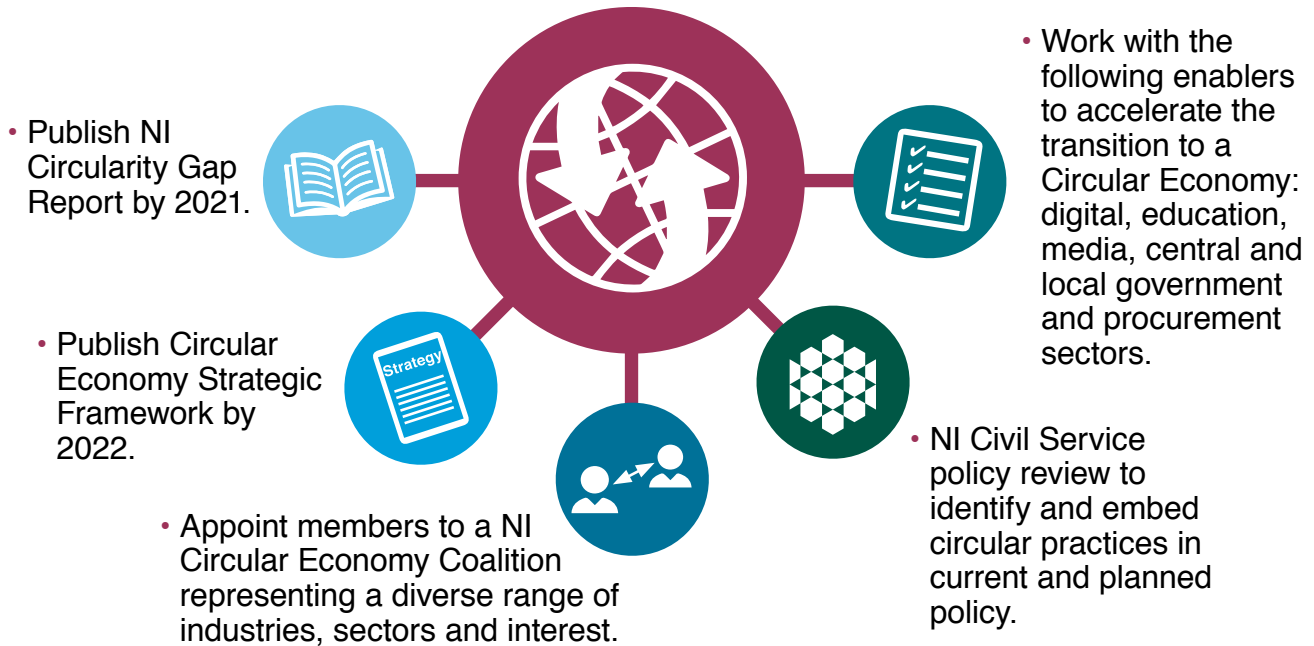 • Publish NI
Circularity Gap
Report by 2021.
• Publish Circular
Economy Strategic
Framework by
2022.
Strategy
• Appoint members to a NI
Circular Economy Coalition
representing a diverse range of
industries, sectors and interest.
• NI Civil Service
policy review to
identify and embed
circular practices in
current and planned
policy.
• Work with the
following enablers
to accelerate the
transition to a
Circular Economy:
digital, education,
media, central and
local government
and procurement
sectors.